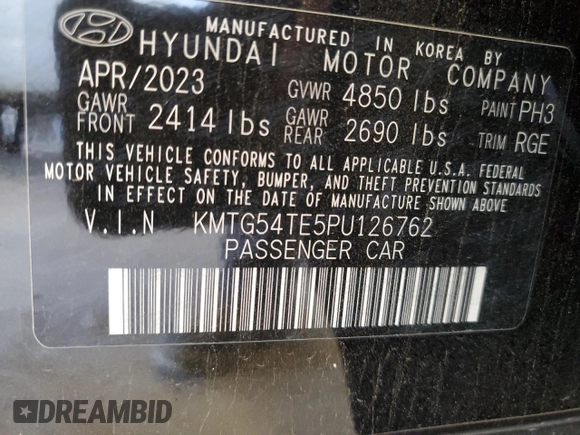 MANUFACTURED IN KOREA BY
HYUNDAI MOTOR COMPANY
APR/2023 GVWR 4850 lbs PAINT PH3
GAWR FRONT 2414 lbs GAWR REAR 2690 lbs TRIM RGE
THIS VEHICLE CONFORMS TO ALL APPLICABLE U.S.A. FEDERAL
MOTOR VEHICLE SAFETY, BUMPER, AND THEFT PREVENTION STANDARDS
IN EFFECT ON THE DATE OF MANUFACTURE SHOWN ABOVE
V.I.N KMTG54TE5PU126762
PASSENGER CAR
DREAMBID